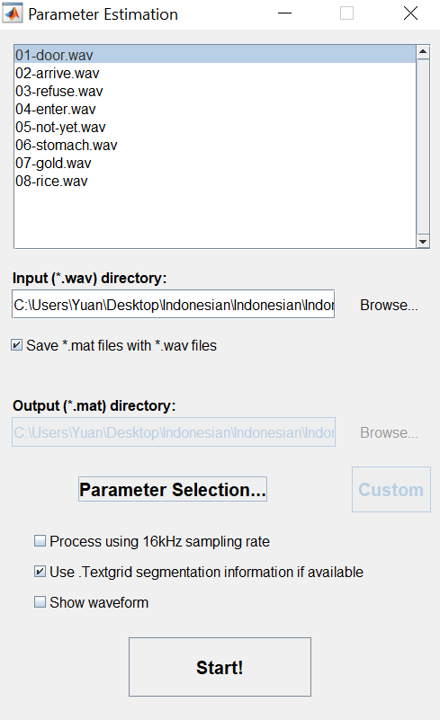 Parameter Estimation
01-door.wav
02-arrive.wav
03-refuse.wav
04-enter.wav
05-not-yet.wav
06-stomach.wav
07-gold.wav
08-rice.wav
Input (*.wav) directory:
C:\Users\Yuan\Desktop\Indonesian\Indonesian\Indor Browse...
Save *.mat files with *.wav files
Output (*.mat) directory:
C:\Users\Yuan\Desktop\Indonesian\Indonesian\Indor Browse...
Parameter Selection... Custom
Process using 16kHz sampling rate
Use .Textgrid segmentation information if available
Show waveform
Start!